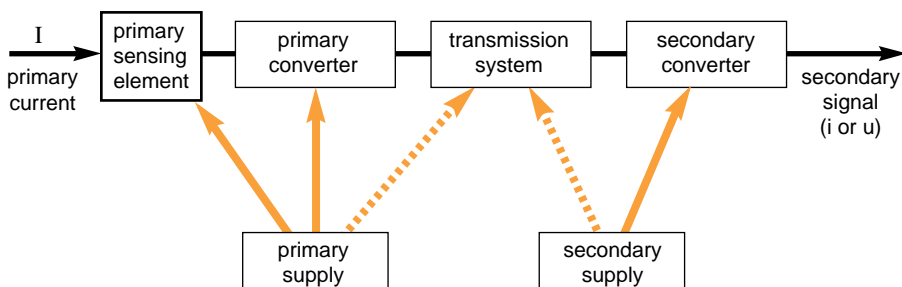 I
primary
current
primary
sensing
element
primary
converter
transmission
system
secondary
converter
secondary
signal
(i or u)
primary
supply
secondary
supply